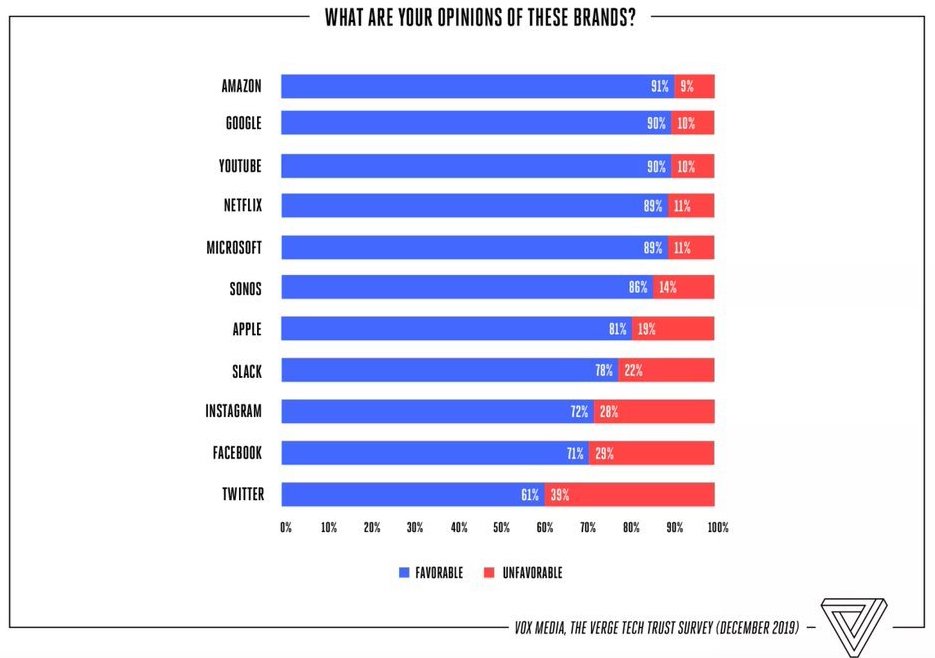 WHAT ARE YOUR OPINIONS OF THESE BRANDS?
AMAZON 91% 9%
GOOGLE 90% 10%
YOUTUBE 90% 10%
NETFLIX 89% 11%
MICROSOFT 89% 11%
SONOS 86% 14%
APPLE 81% 19%
SLACK 78% 22%
INSTAGRAM 72% 28%
FACEBOOK 71% 29%
TWITTER 61% 39%
0% 10% 20% 30% 40% 50% 60% 70% 80% 90% 100%
FAVORABLE UNFAVORABLE
VOX MEDIA, THE VERGE TECH TRUST SURVEY (DECEMBER 2019)